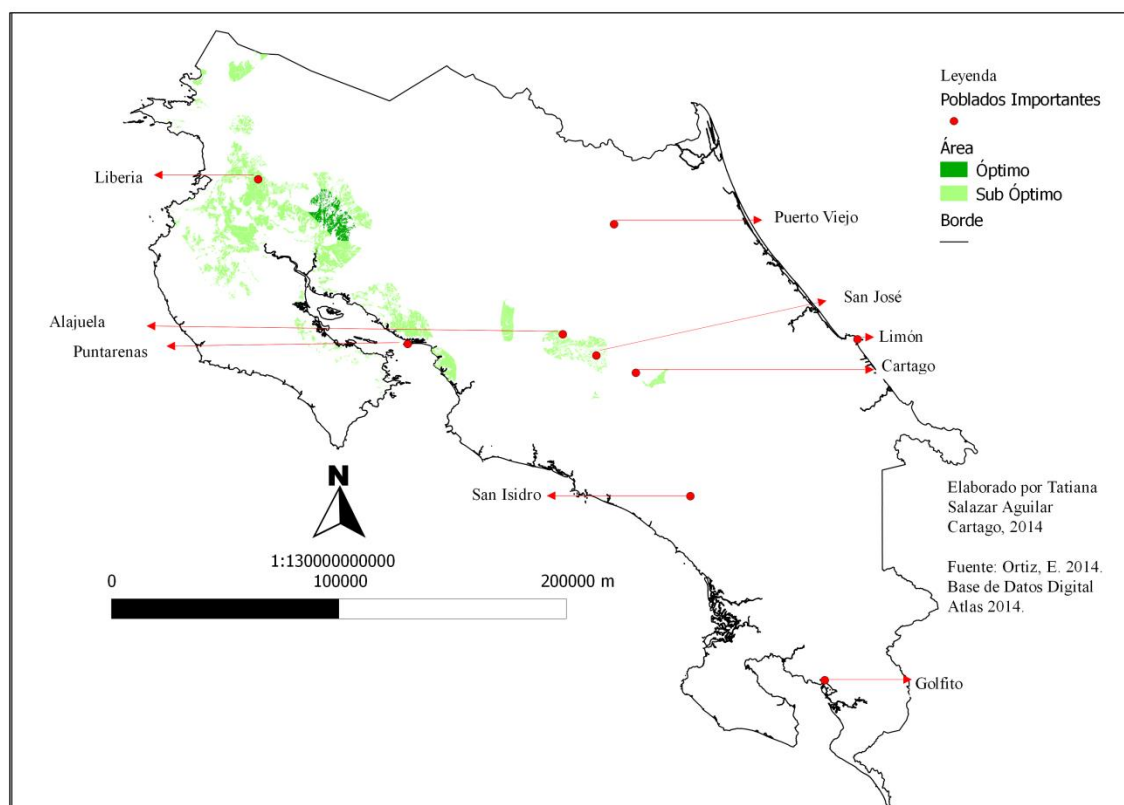 Leyenda
Poblados Importantes
Área
Óptimo
Sub Óptimo
Borde
Liberia
Puerto Viejo
San José
Alajuela
Limón
Puntarenas
Cartago
San Isidro
N
1:130000000000
0 100000 200000 m
Elaborado por Tatiana
Salazar Aguilar
Cartago, 2014
Fuente: Ortiz, E. 2014.
Base de Datos Digital
Atlas 2014.
Golfito